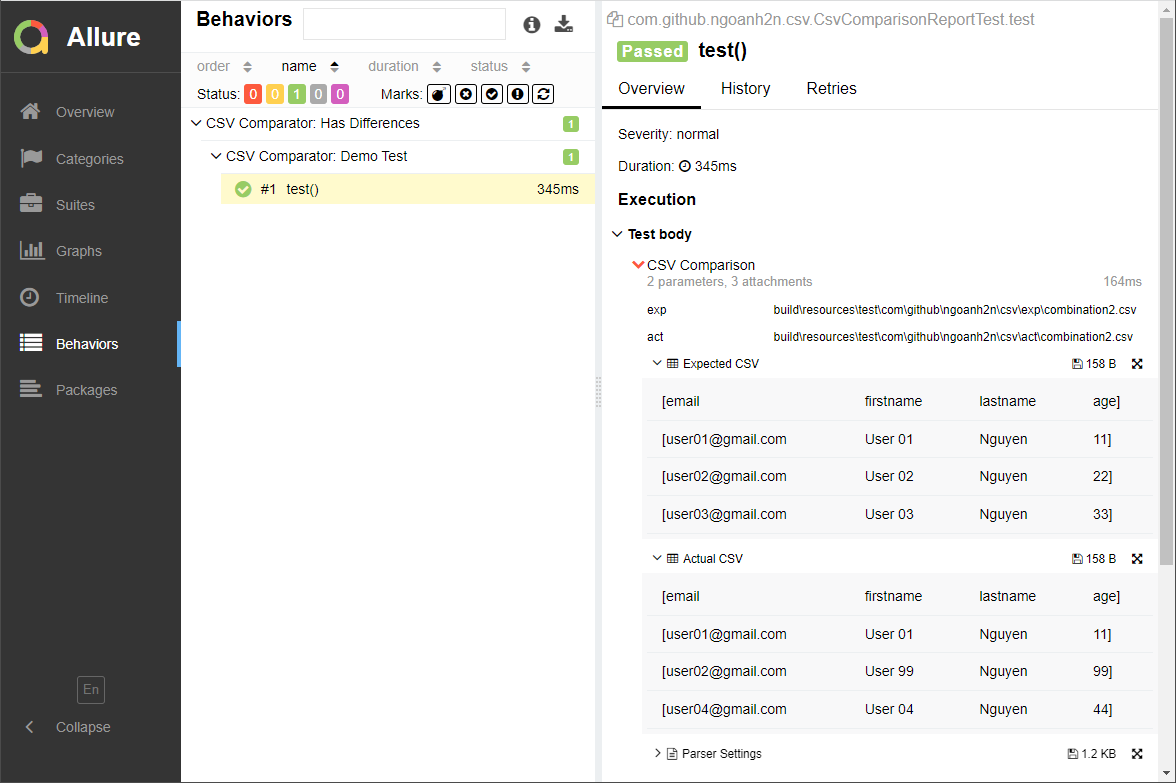 Allure
Overview
Categories
Suites
Graphs
Timeline
Behaviors
Packages
En
Collapse
Behaviors
order name duration status
Status: 0 0 1 0 0 Marks:
CSV Comparator: Has Differences 1
CSV Comparator: Demo Test 1
#1 test() 345ms
com.github.ngoanh2n.csv.CsvComparisonReportTest.test
Passed test()
Overview History Retries
Severity: normal
Duration: 345ms
Execution
Test body
CSV Comparison
2 parameters, 3 attachments 164ms
exp build\resources\test\com\github\ngoanh2n\csv\exp\combination2.csv
act build\resources\test\com\github\ngoanh2n\csv\act\combination2.csv
Expected CSV 158 B
[email firstname lastname age]
[user01@gmail.com User 01 Nguyen 11]
[user02@gmail.com User 02 Nguyen 22]
[user03@gmail.com User 03 Nguyen 33]
Actual CSV 158 B
[email firstname lastname age]
[user01@gmail.com User 01 Nguyen 11]
[user02@gmail.com User 99 Nguyen 99]
[user04@gmail.com User 04 Nguyen 44]
Parser Settings 1.2 KB